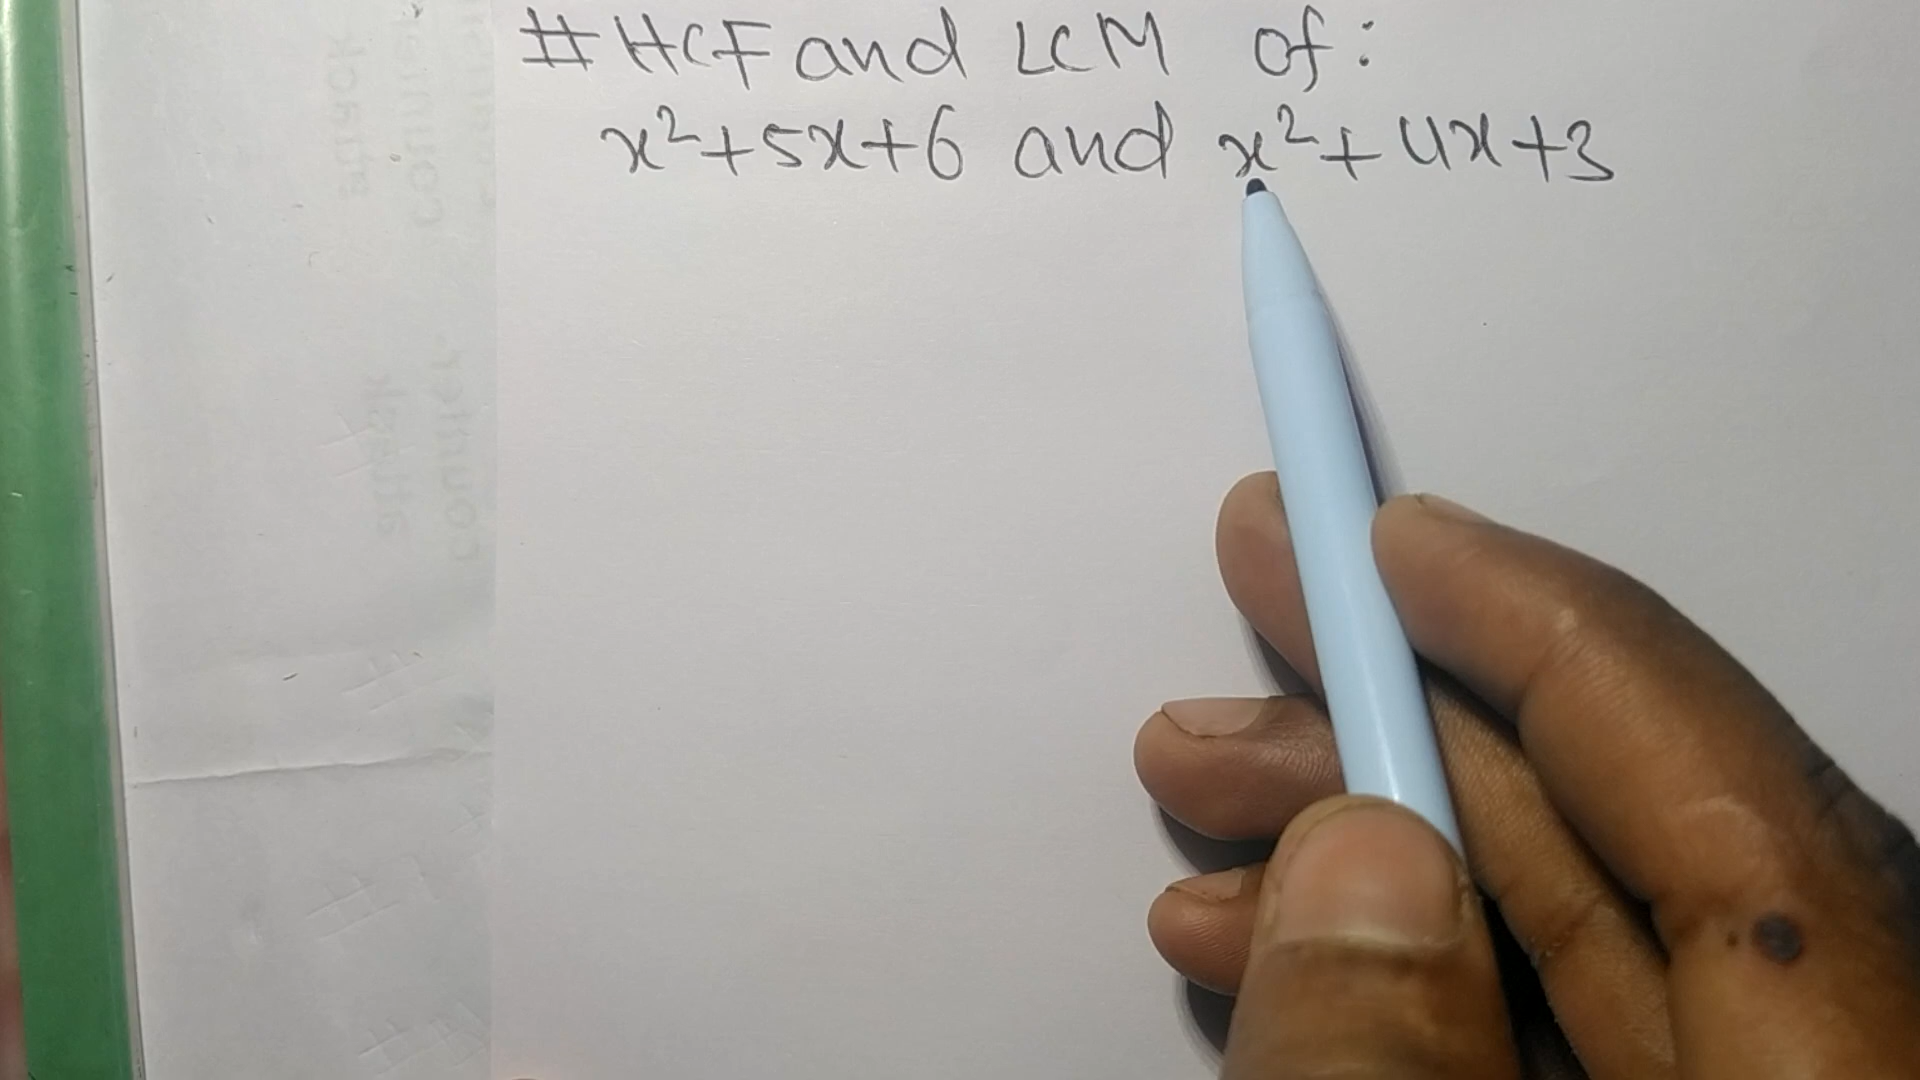 #HCF and LCM of:
x²+5x+6 and x²+4x+3